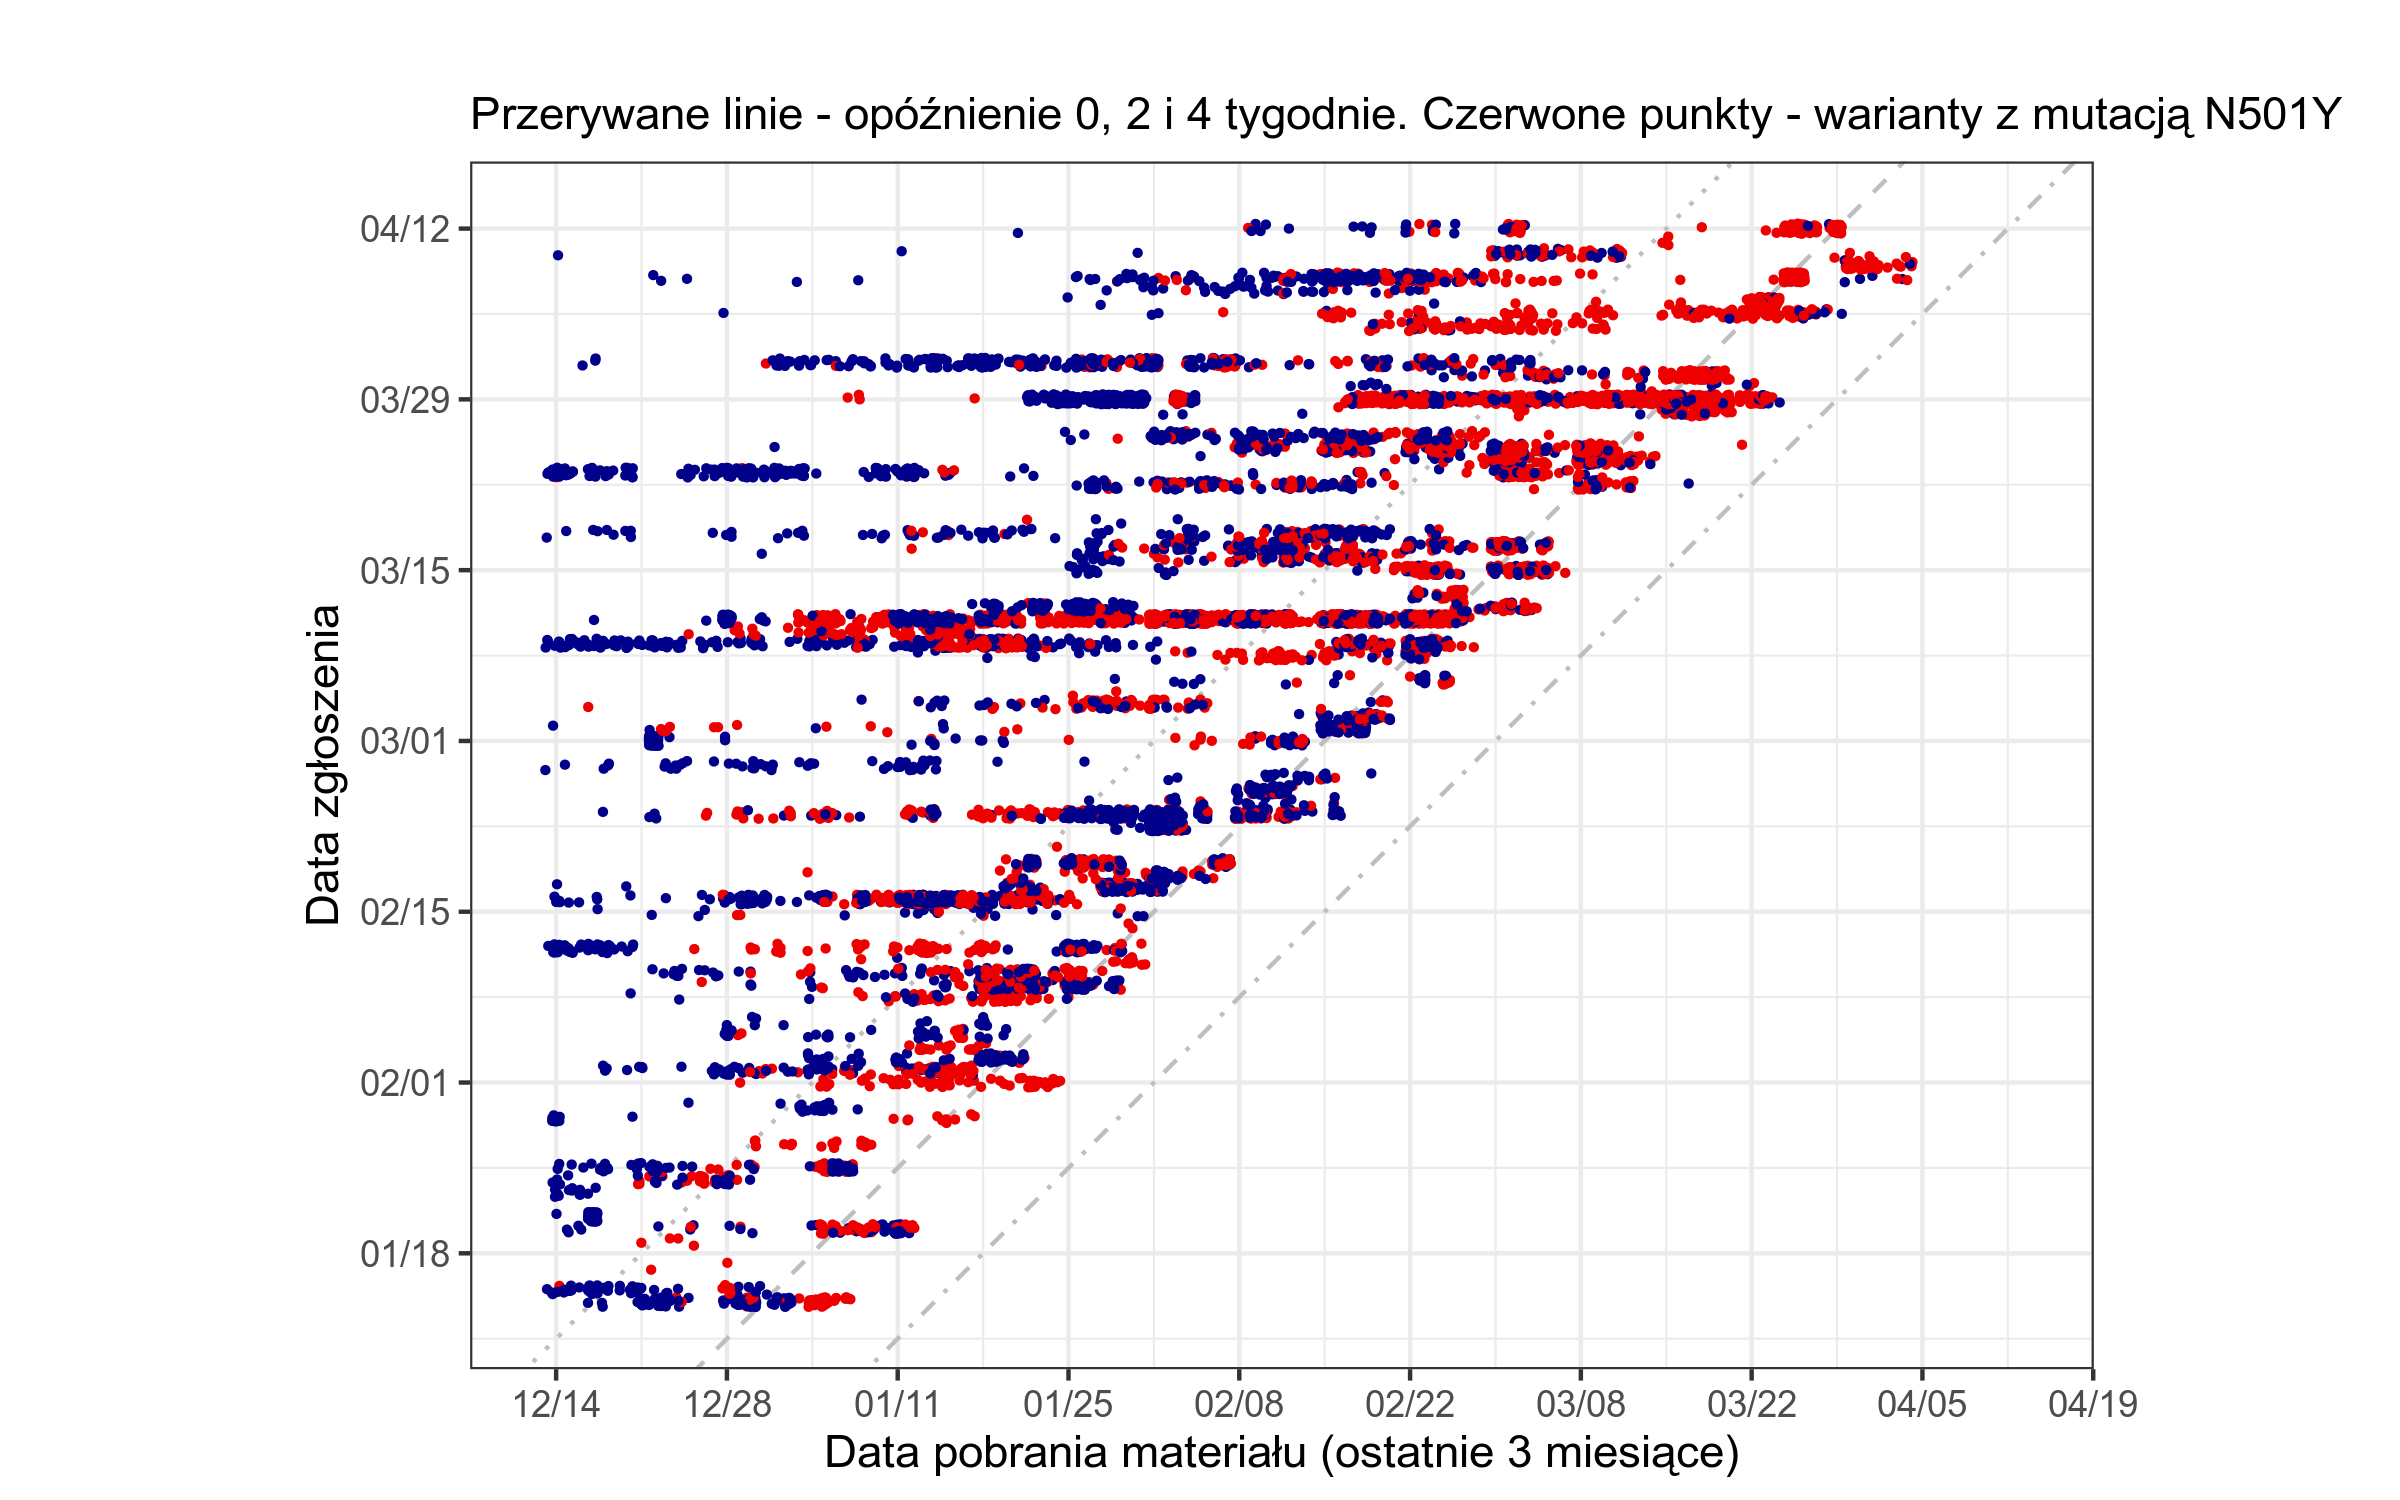 Przerywane linie - opóźnienie 0, 2 i 4 tygodnie. Czerwone punkty - warianty z mutacją N501Y
Data zgłoszenia
04/12
03/29
03/15
03/01
02/15
02/01
01/18
12/14 12/28 01/11 01/25 02/08 02/22 03/08 03/22 04/05 04/19
Data pobrania materiału (ostatnie 3 miesiące)